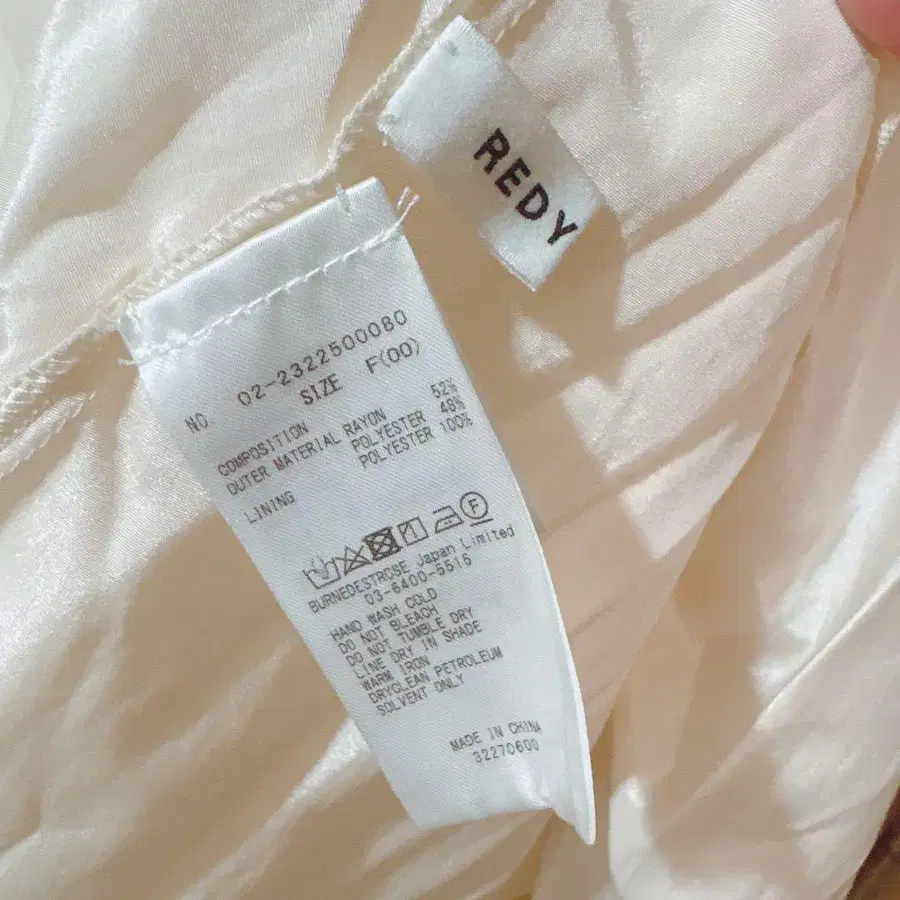 REDY
NO. 02-2322500080
SIZE F(00)
COMPOSITION
OUTER MATERIAL RAYON 52%
POLYESTER 48%
LINING POLYESTER 100%
F
BURNEDESTROSE Japan Limited
03-6400-5515
HAND WASH COLD
DO NOT BLEACH
DO NOT TUMBLE DRY
LINE DRY IN SHADE
WARM IRON
DRYCLEAN PETROLEUM
SOLVENT ONLY
MADE IN CHINA
32270600